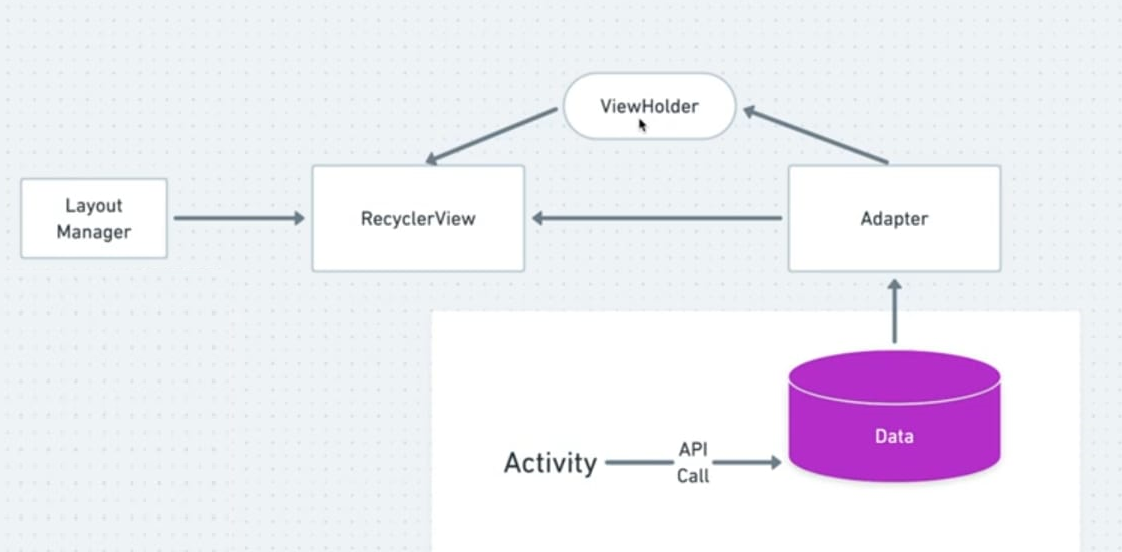 ViewHolder
Layout
Manager
RecyclerView
Adapter
Data
Activity
API
Call